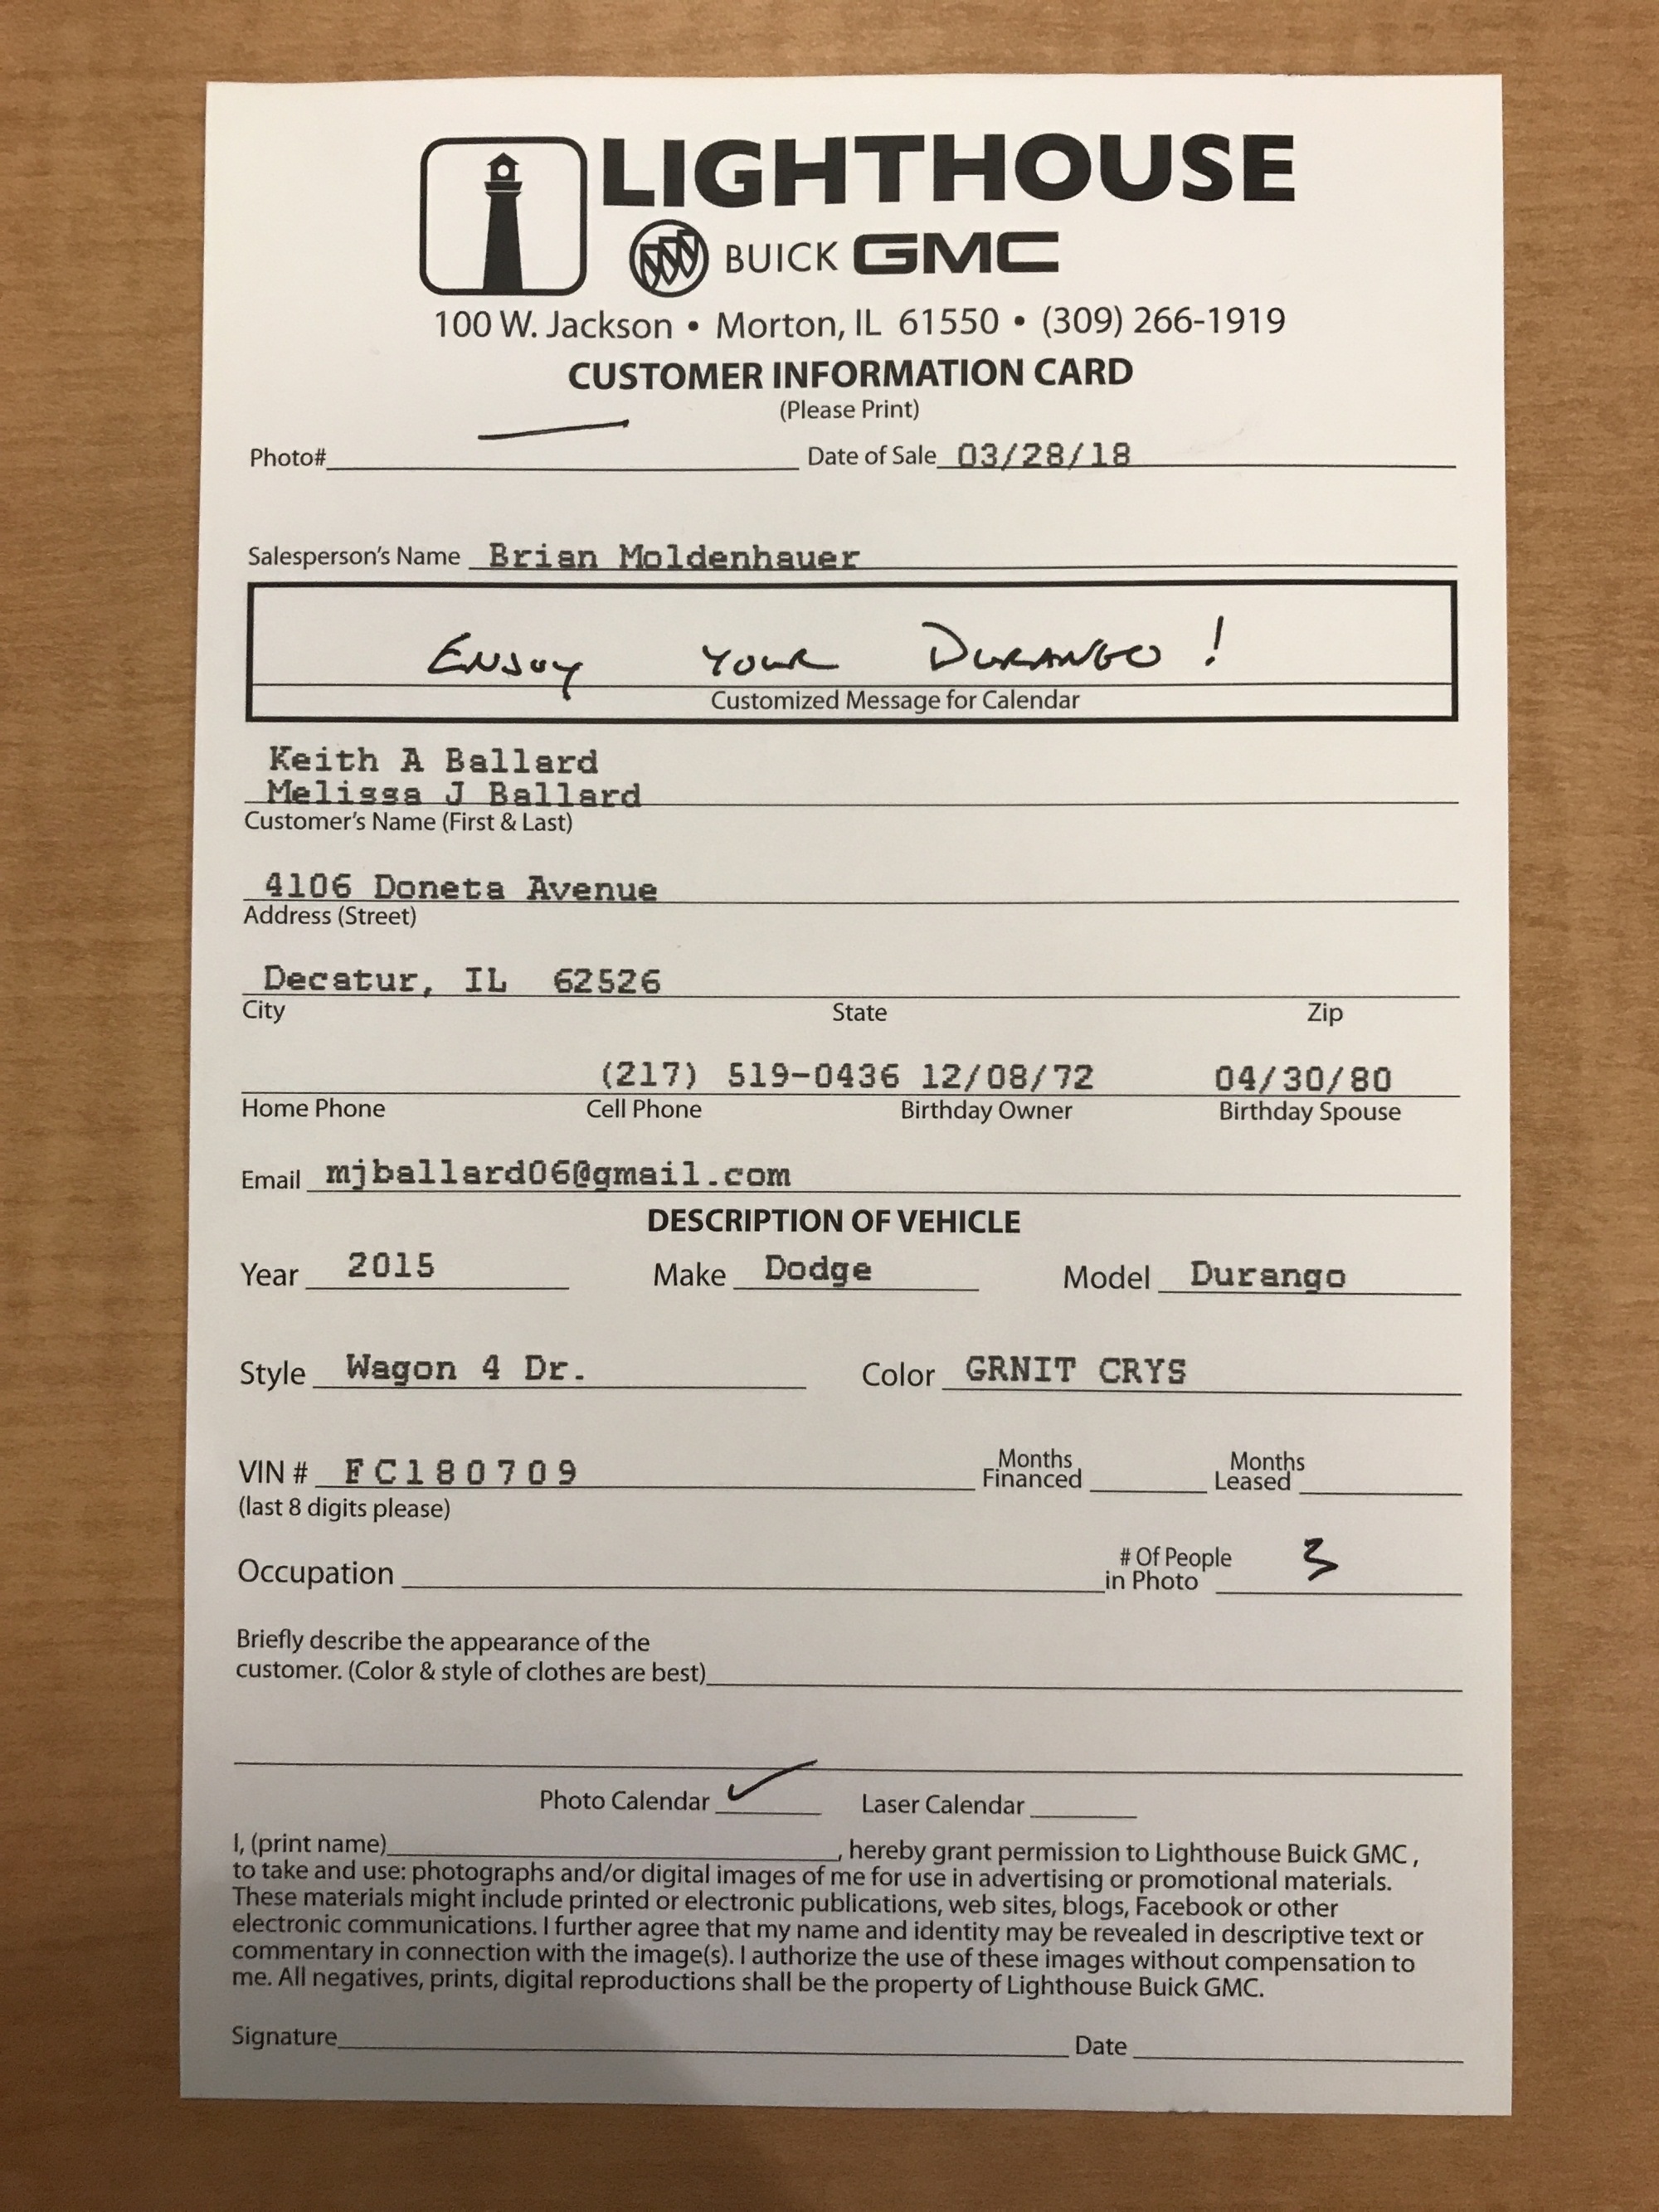 LIGHTHOUSE
BUICK GMC
100 W. Jackson • Morton, IL 61550 • (309) 266-1919
CUSTOMER INFORMATION CARD
(Please Print)
Photo# Date of Sale 03/28/18
Salesperson's Name Brian Moldenhauer
ENJOY YOUR DURANGO!
Customized Message for Calendar
Keith A Ballard
Melissa J Ballard
Customer's Name (First & Last)
4106 Doneta Avenue
Address (Street)
Decatur, IL 62526
City State Zip
(217) 519-0436 12/08/72 04/30/80
Home Phone Cell Phone Birthday Owner Birthday Spouse
Email mjballard06@gmail.com
DESCRIPTION OF VEHICLE
Year 2015 Make Dodge Model Durango
Style Wagon 4 Dr. Color GRNIT CRYS
VIN # FC180709 Months Financed Months Leased
(last 8 digits please)
Occupation # Of People in Photo 3
Briefly describe the appearance of the
customer. (Color & style of clothes are best)
Photo Calendar ✓ Laser Calendar
I, (print name) , hereby grant permission to Lighthouse Buick GMC,
to take and use: photographs and/or digital images of me for use in advertising or promotional materials.
These materials might include printed or electronic publications, web sites, blogs, Facebook or other
electronic communications. I further agree that my name and identity may be revealed in descriptive text or
commentary in connection with the image(s). I authorize the use of these images without compensation to
me. All negatives, prints, digital reproductions shall be the property of Lighthouse Buick GMC.
Signature Date